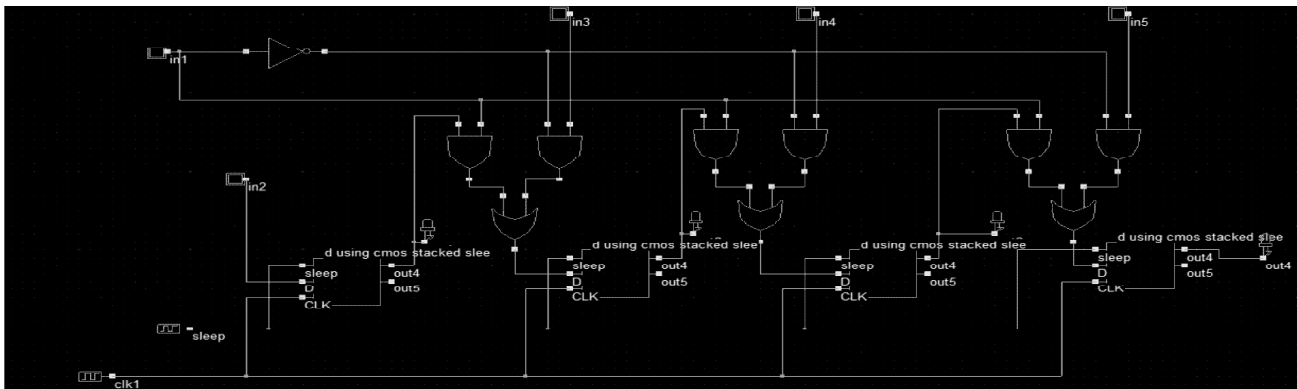 in3
in4
in5
in1
in2
d using cmos stacked slee
sleep
D
CLK
out4
out5
d using cmos stacked slee
sleep
D
CLK
out4
out5
d using cmos stacked slee
sleep
D
CLK
out4
out5
d using cmos stacked slee
sleep
D
CLK
out4
out5
out4
sleep
clk1